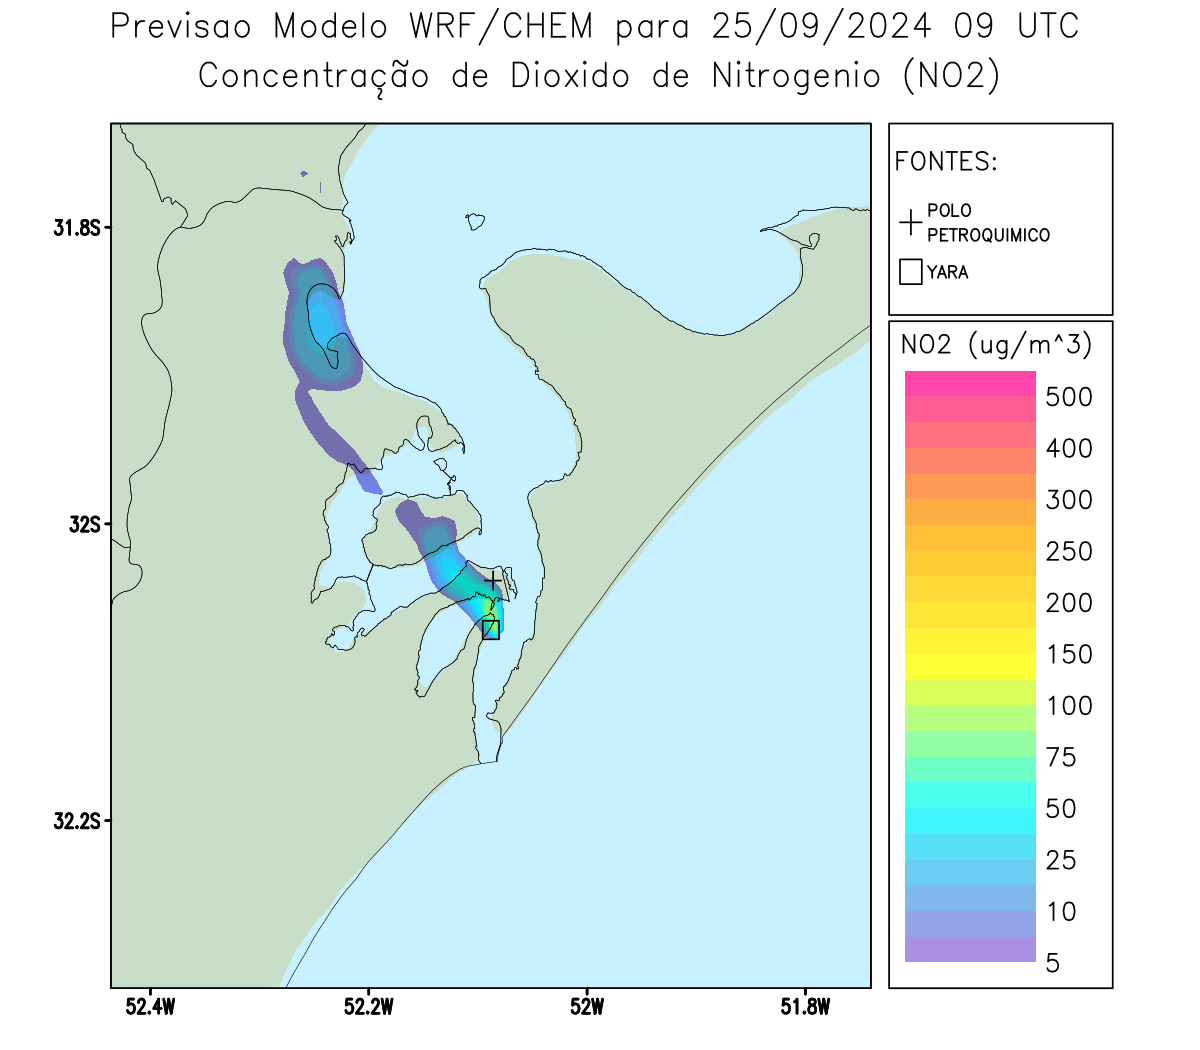 Previsao Modelo WRF/CHEM para 25/09/2024 09 UTC
Concentração de Dioxido de Nitrogenio (NO2)
FONTES:
POLO
PETROQUIMICO
YARA
NO2 (ug/m^3)
500
400
300
250
200
150
100
75
50
25
10
5
31.8S
32S
32.2S
52.4W
52.2W
52W
51.8W